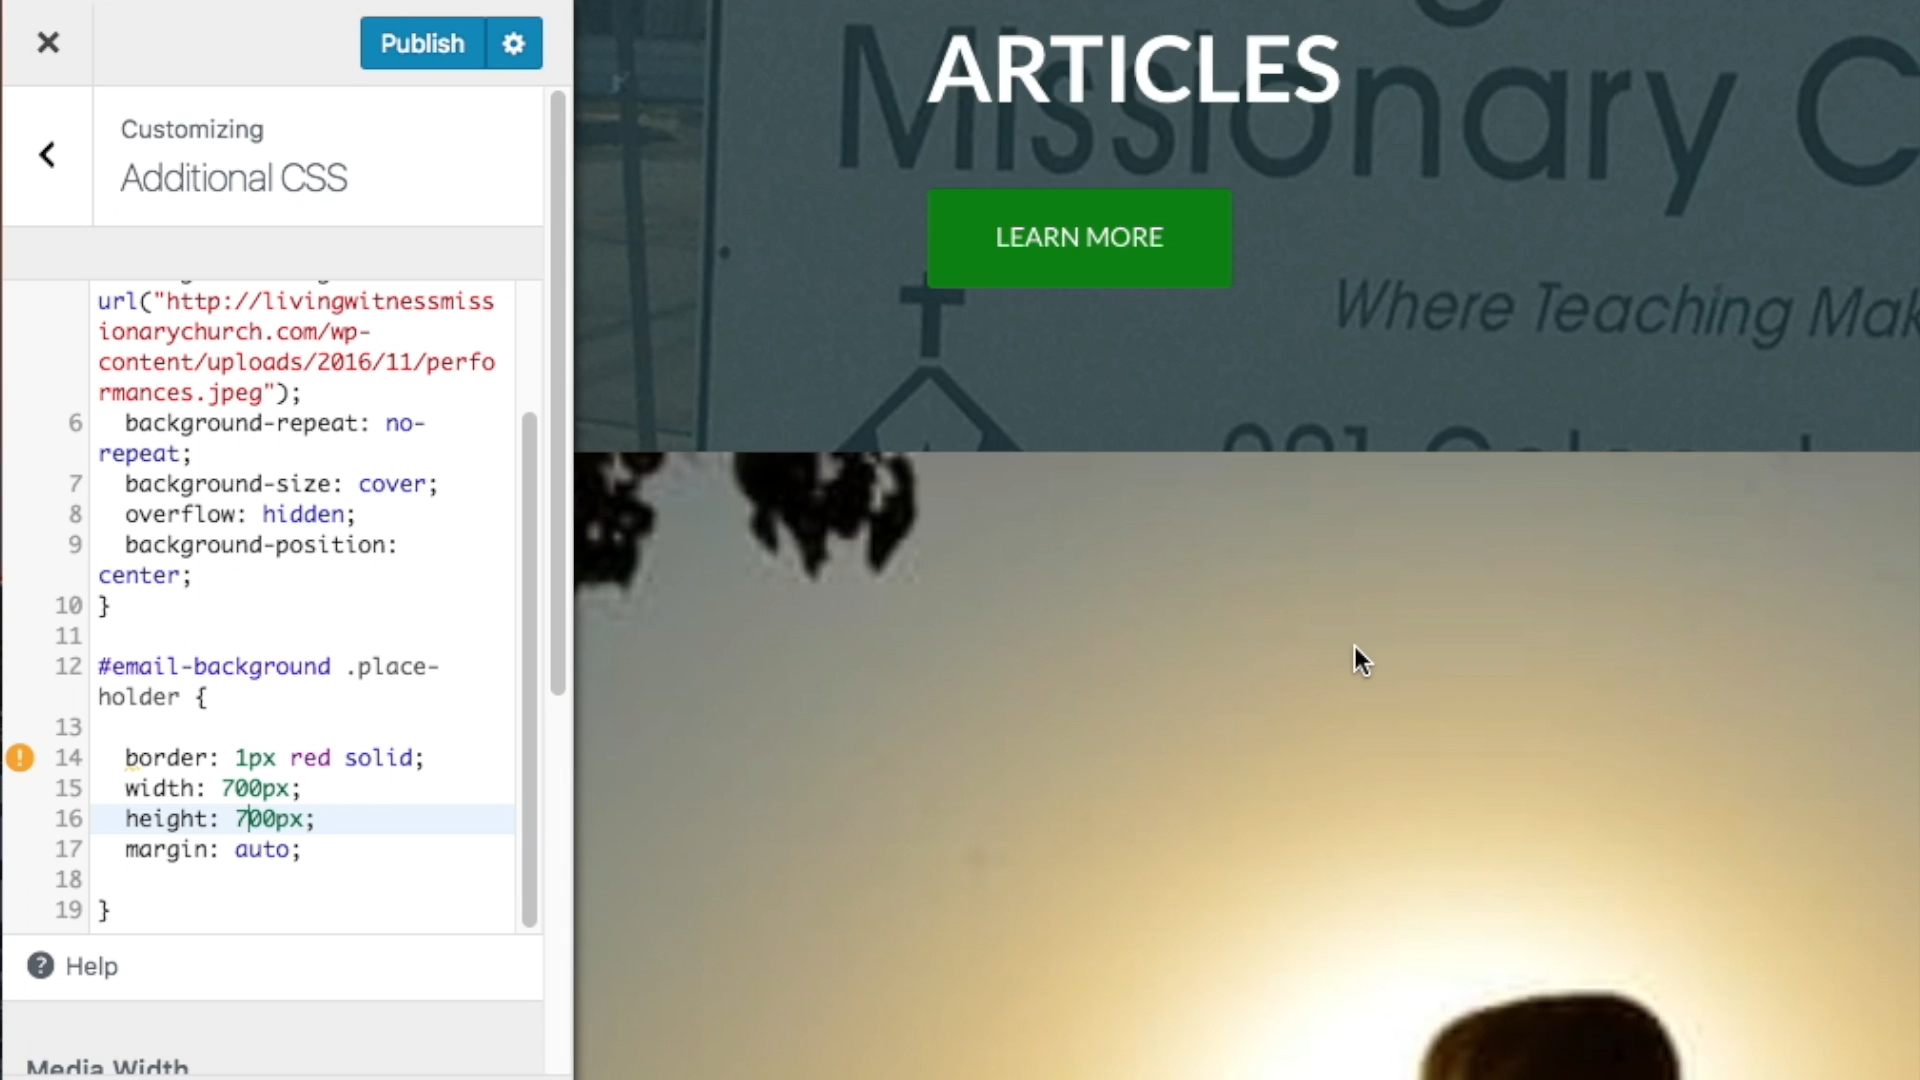 Publish
Customizing
Additional CSS
url("http://livingwitnessmiss
ionarychurch.com/wp-
content/uploads/2016/11/perfo
rmances.jpeg");
6 background-repeat: no-
repeat;
7 background-size: cover;
8 overflow: hidden;
9 background-position:
center;
10 }
11
12 #email-background .place-
holder {
13
14 border: 1px red solid;
15 width: 700px;
16 height: 700px;
17 margin: auto;
18
19 }
Help
Media Width
ARTICLES
Missionary C
LEARN MORE
Where Teaching Mak